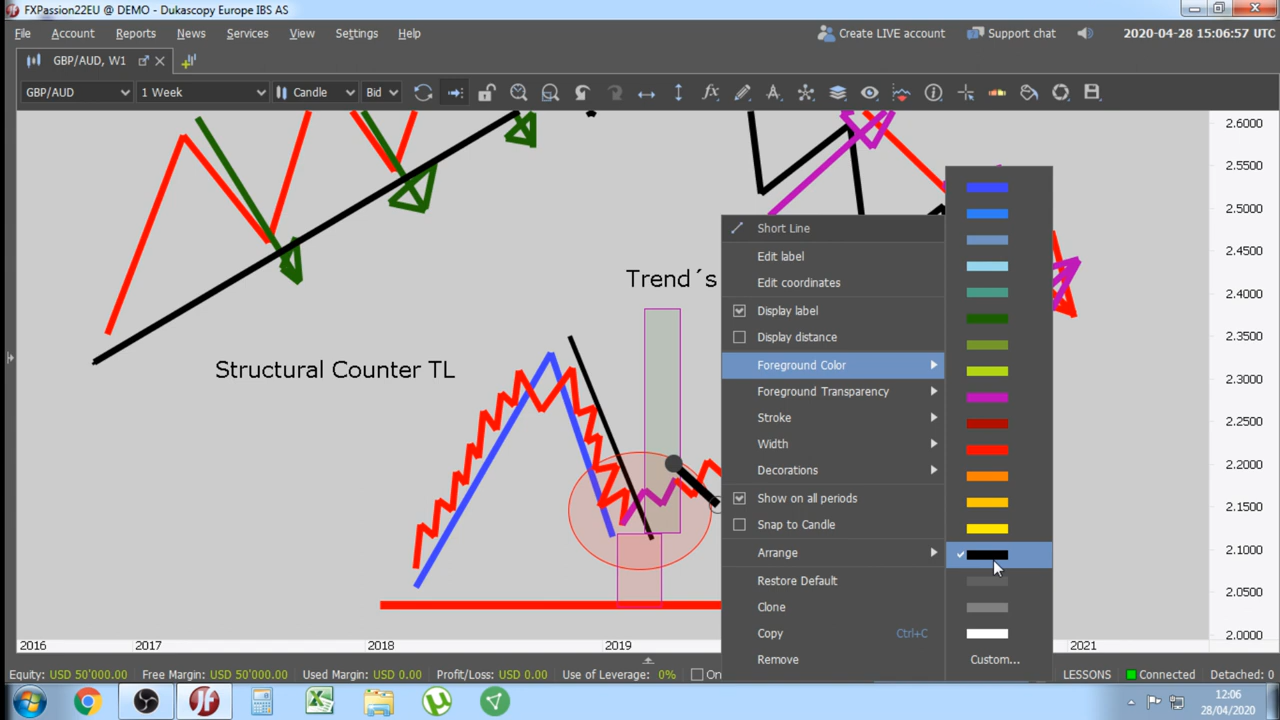 FXPassion22EU @ DEMO - Dukascopy Europe IBS AS
File Account Reports News Services View Settings Help
Create LIVE account Support chat 2020-04-28 15:06:57 UTC
GBP/AUD, W1
GBP/AUD 1 Week Candle Bid
2.6000
2.5500
2.5000
2.4500
2.4000
2.3500
2.3000
2.2500
2.2000
2.1500
2.1000
2.0500
2.0000
Trend´s
Structural Counter TL
Short Line
Edit label
Edit coordinates
Display label
Display distance
Foreground Color
Foreground Transparency
Stroke
Width
Decorations
Show on all periods
Snap to Candle
Arrange
Restore Default
Clone
Copy Ctrl+C
Remove
Custom...
2016 2017 2018 2019 2021
Equity: USD 50'000.00 Free Margin: USD 50'000.00 Used Margin: USD 0.00 Profit/Loss: USD 0.00 Use of Leverage: 0% On LESSONS Connected Detached: 0
12:06
28/04/2020